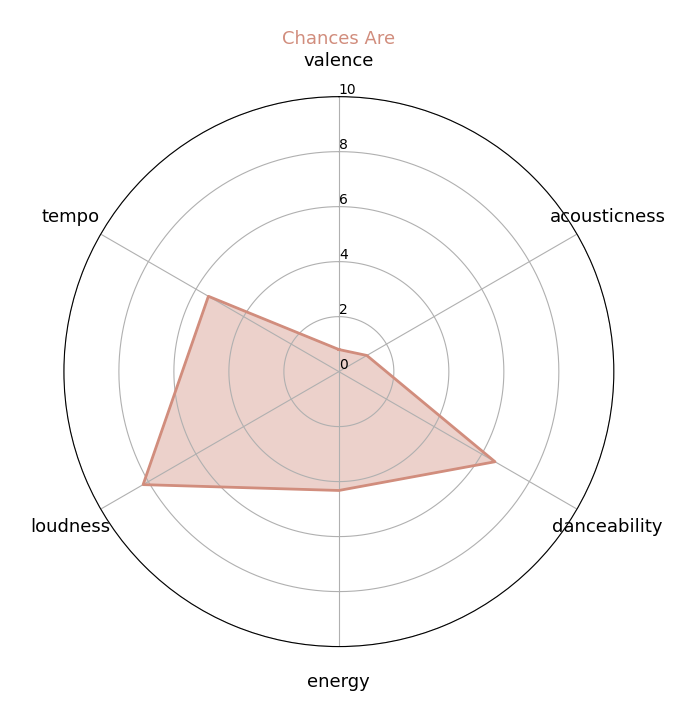 Chances Are
valence
10
8
6
4
2
0
tempo
acousticness
loudness
danceability
energy